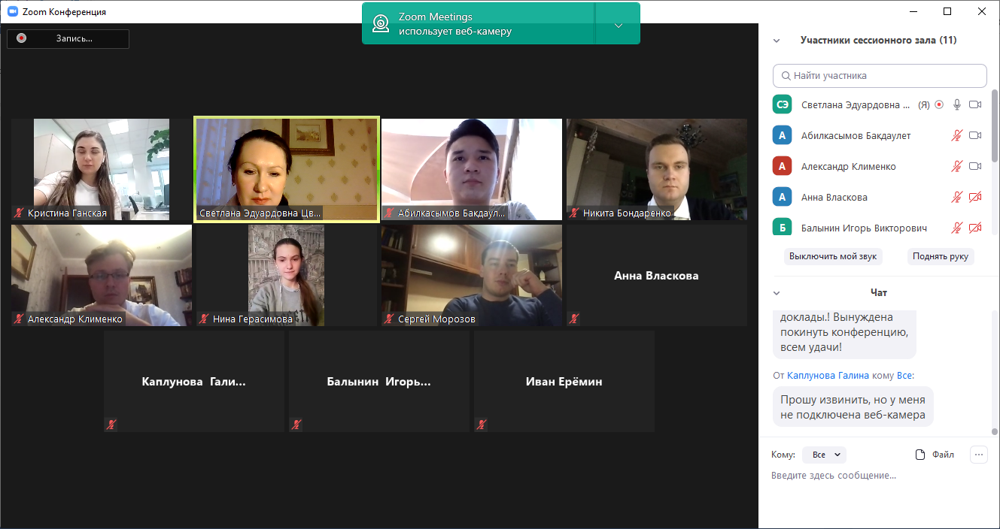 Zoom Конференция
Zoom Meetings
использует веб-камеру
Запись...
Кристина Ганская
Светлана Эдуардовна Цв...
Абилкасымов Бакдаул...
Никита Бондаренко
Александр Клименко
Нина Герасимова
Сергей Морозов
Анна Власкова
Каплунова Гали...
Балынин Игорь...
Иван Ерёмин
Участники сессионного зала (11)
Найти участника
СЭ Светлана Эдуардовна ... (Я)
А Абилкасымов Бакдаулет
А Александр Клименко
А Анна Власкова
Б Балынин Игорь Викторович
Выключить мой звук Поднять руку
Чат
доклады.! Вынуждена
покинуть конференцию,
всем удачи!
От Каплунова Галина кому Все:
Прошу извинить, но у меня
не подключена веб-камера
Кому: Все Файл ...
Введите здесь сообщение...